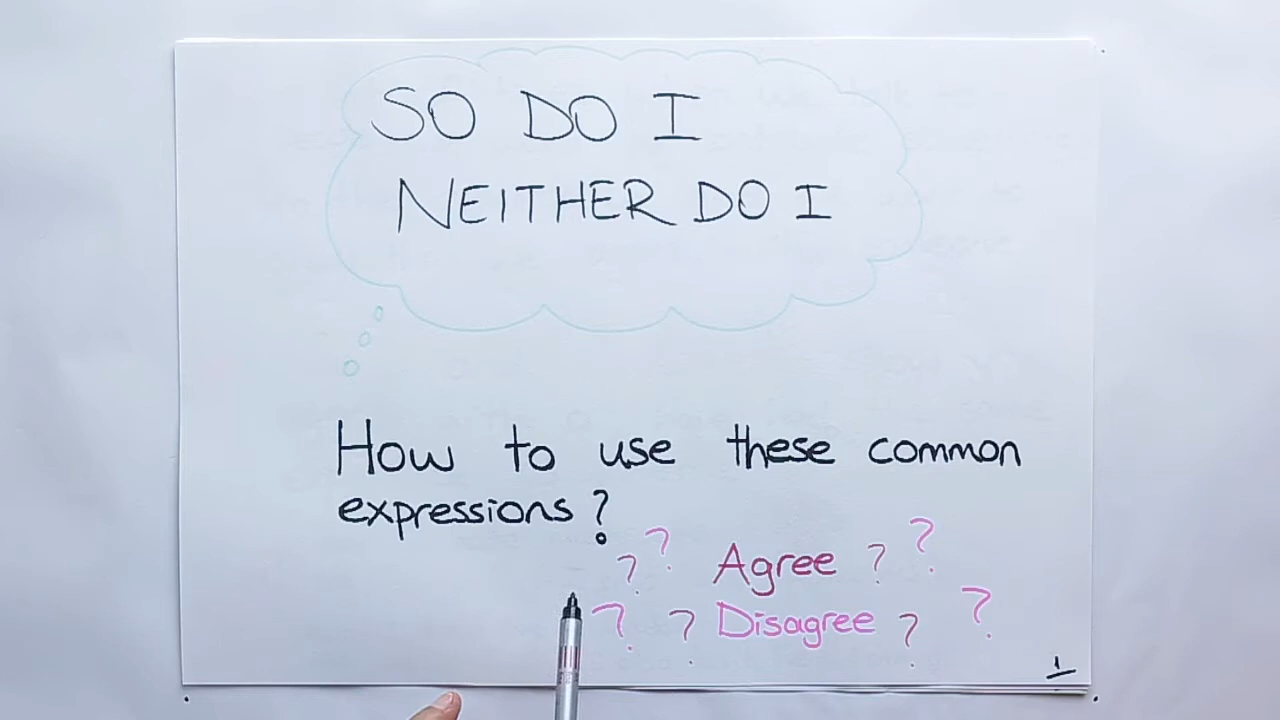 SO DO I
NEITHER DO I
How to use these common
expressions?
? ? Agree ? ?
? ? Disagree ? ?
1